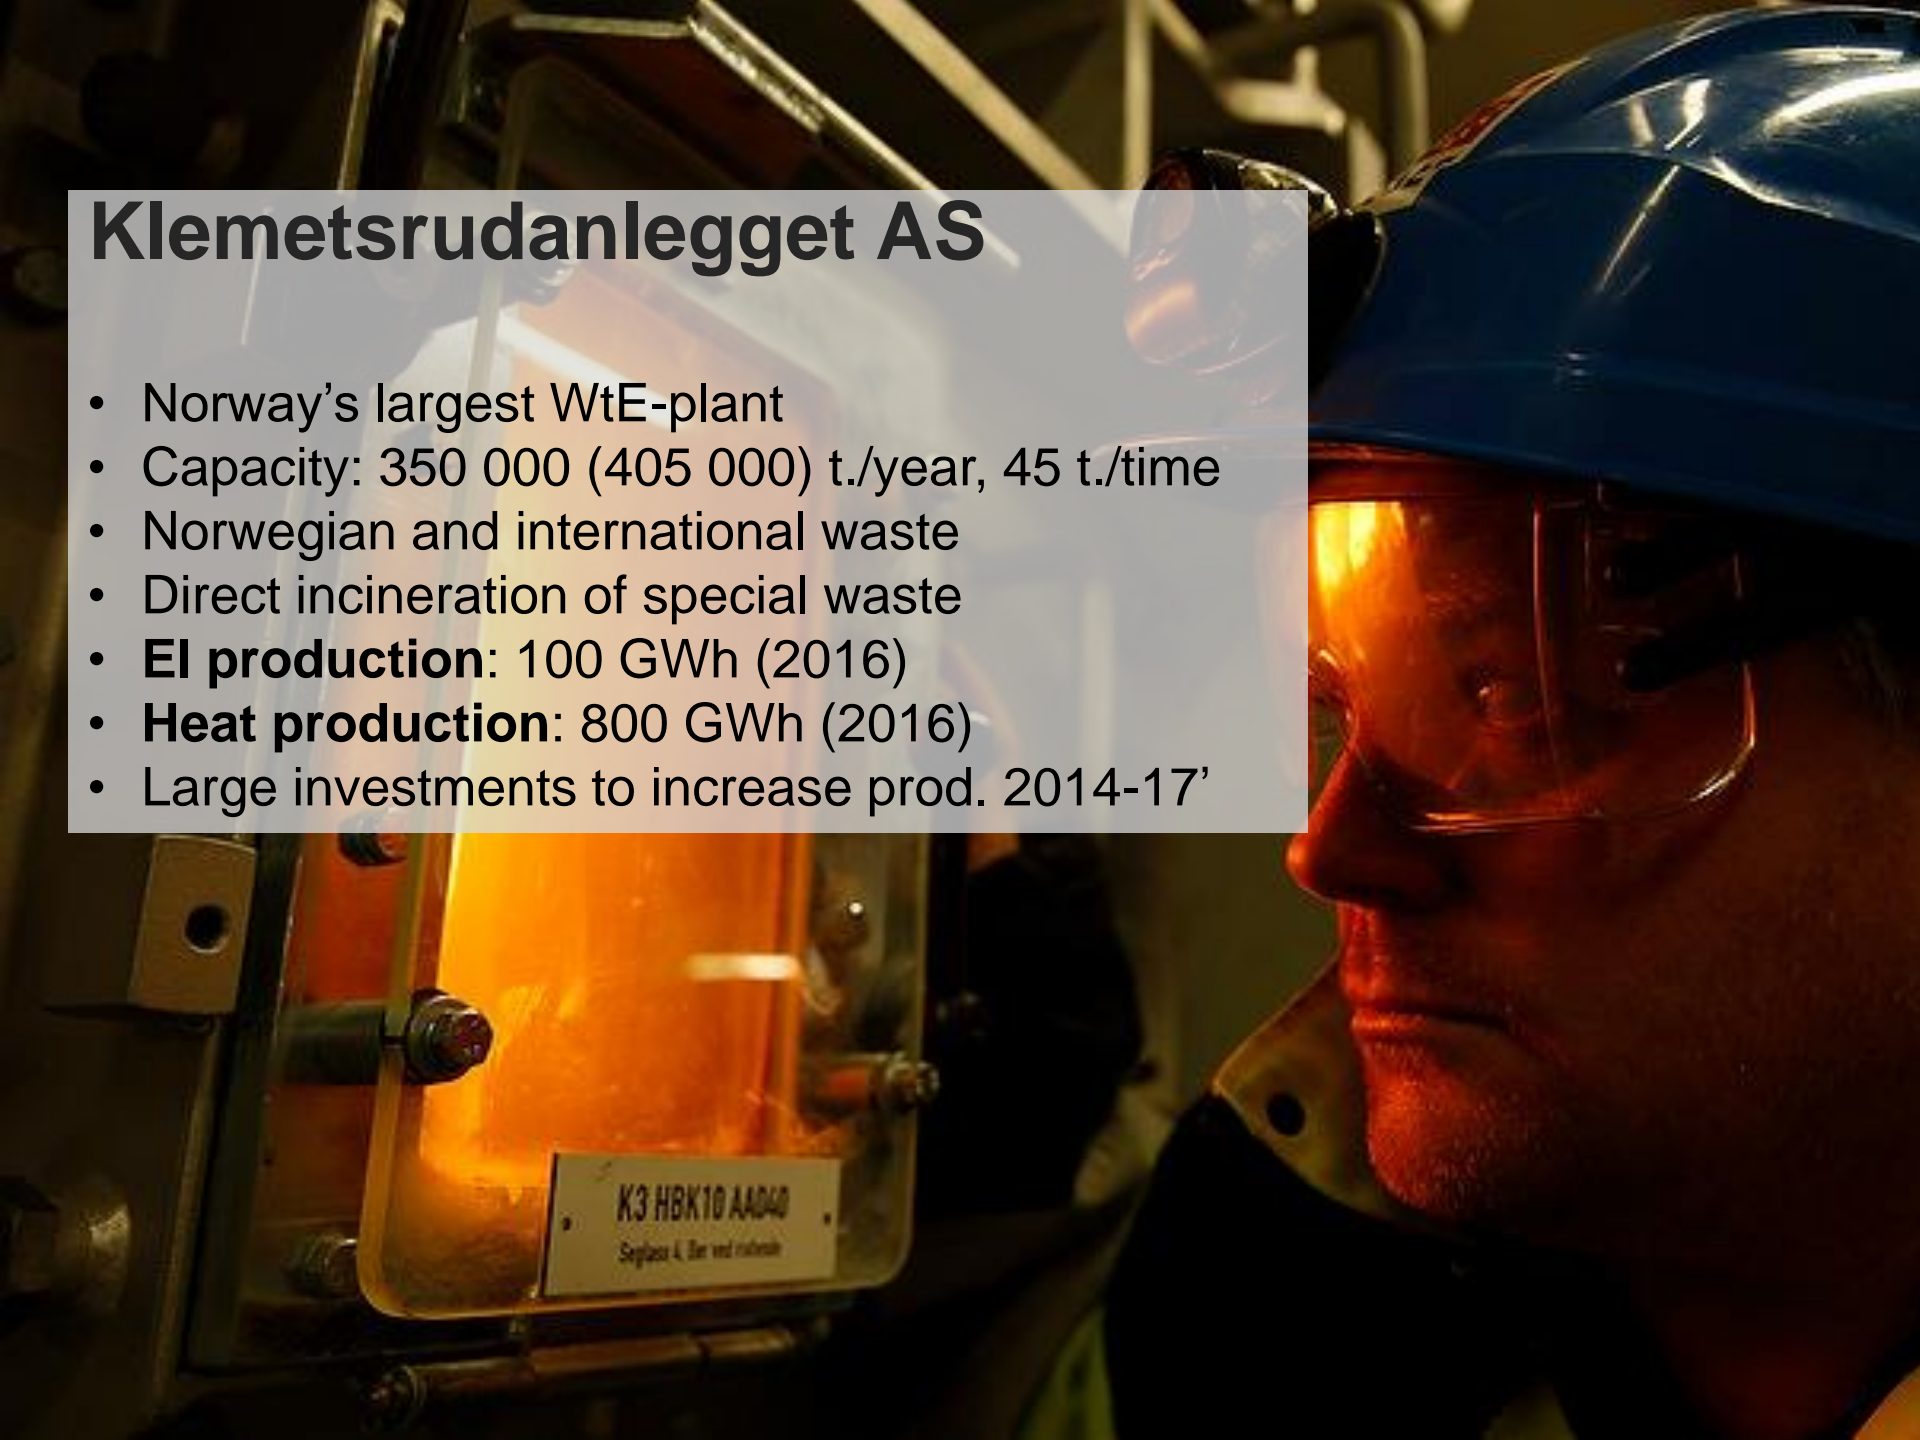 Klemetsrudanlegget AS
• Norway’s largest WtE-plant
• Capacity: 350 000 (405 000) t./year, 45 t./time
• Norwegian and international waste
• Direct incineration of special waste
• El production: 100 GWh (2016)
• Heat production: 800 GWh (2016)
• Large investments to increase prod. 2014-17’
K3 HBK10 AA040
Seglass 4,